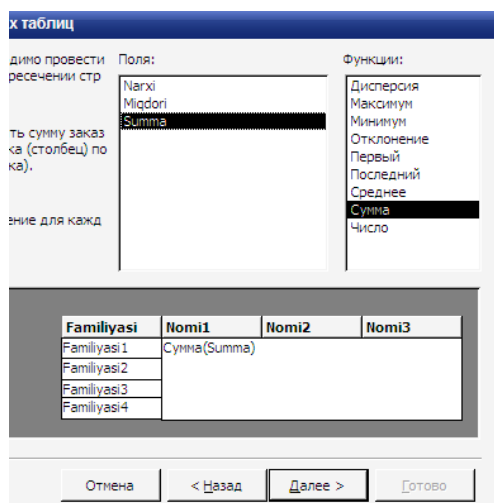 х таблиц
димо провести
ресечении стр
ть сумму заказ
ка (столбец) по
ка).
ение для кажд
Поля:
Narxi
Miqdori
Summa
Функции:
Дисперсия
Максимум
Минимум
Отклонение
Первый
Последний
Среднее
Сумма
Число
Familiyasi Nomi1 Nomi2 Nomi3
Familiyasi1 Сумма(Summa)
Familiyasi2
Familiyasi3
Familiyasi4
Отмена < Назад Далее > Готово